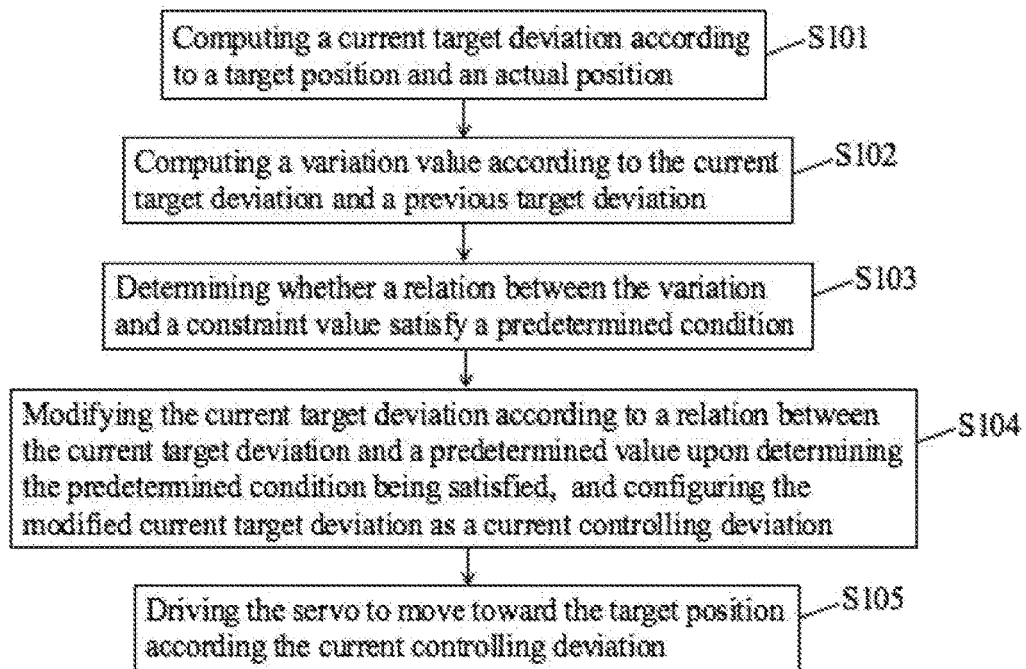 Computing a current target deviation according
to a target position and an actual position
S101
Computing a variation value according to the current
target deviation and a previous target deviation
S102
Determining whether a relation between the variation
and a constraint value satisfy a predetermined condition
S103
Modifying the current target deviation according to a relation between
the current target deviation and a predetermined value upon determining
the predetermined condition being satisfied, and configuring the
modified current target deviation as a current controlling deviation
S104
Driving the servo to move toward the target position
according the current controlling deviation
S105